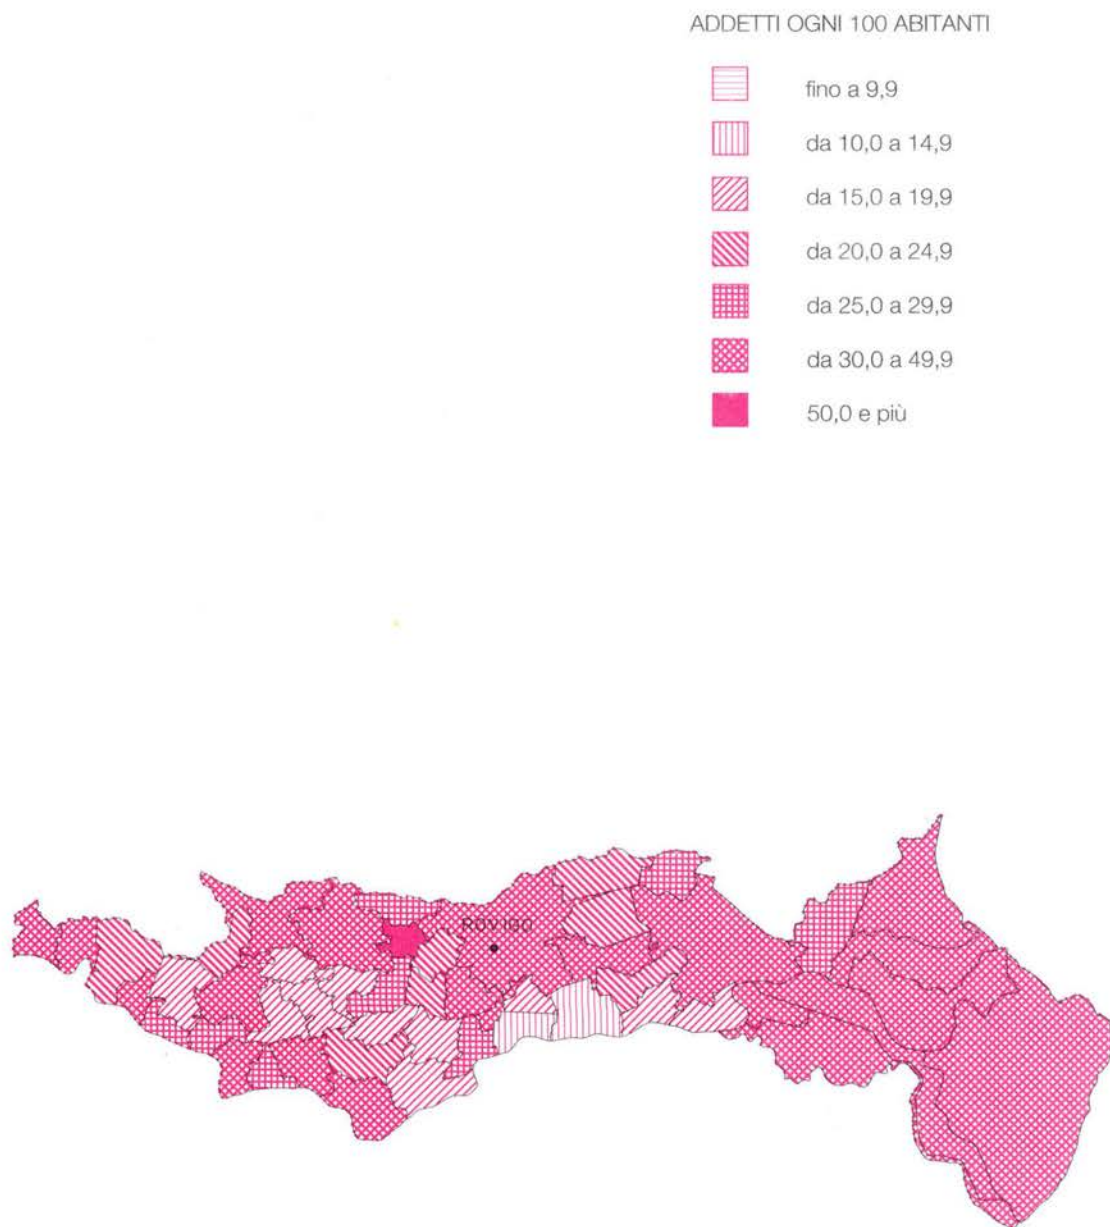 ADDETTI OGNI 100 ABITANTI
fino a 9,9
da 10,0 a 14,9
da 15,0 a 19,9
da 20,0 a 24,9
da 25,0 a 29,9
da 30,0 a 49,9
50,0 e più
ROVIGO